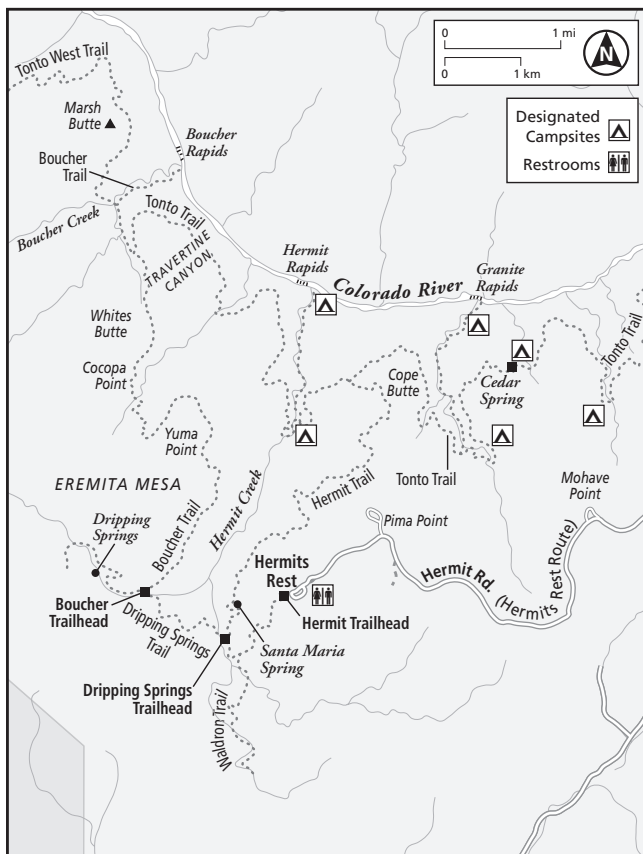 0 1 mi
0 1 km
N
Designated
Campsites
Restrooms
Tonto West Trail
Marsh
Butte
Boucher
Rapids
Boucher
Trail
Tonto Trail
Boucher Creek
TRAVERTINE
CANYON
Hermit
Rapids
Colorado River
Granite
Rapids
Whites
Butte
Cocopa
Point
Cope
Butte
Cedar
Spring
Tonto Trail
Yuma
Point
Hermit Trail
Tonto Trail
Mohave
Point
EREMITA MESA
Hermit Creek
Boucher Trail
Dripping
Springs
Pima Point
Hermits
Rest
Hermit Rd. (Hermits Rest Route)
Boucher
Trailhead
Hermit Trailhead
Dripping Springs
Trail
Santa Maria
Spring
Dripping Springs
Trailhead
Waldron Trail